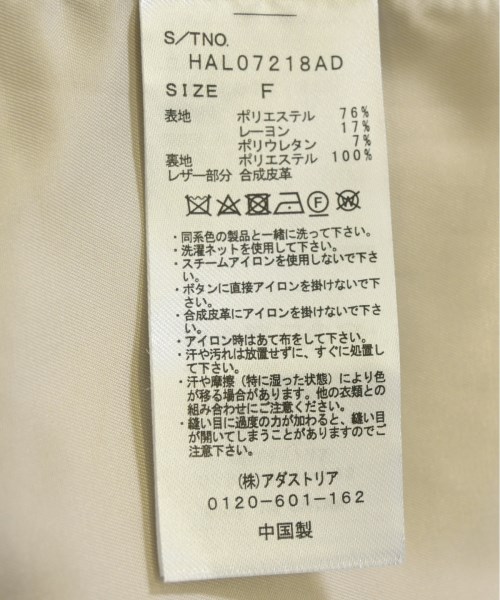 S/TNO.
HAL07218AD
SIZE F
表地 ポリエステル 76%
レーヨン 17%
ポリウレタン 7%
裏地 ポリエステル 100%
レザー部分 合成皮革
F W
・同系色の製品と一緒に洗って下さい。
・洗濯ネットを使用して下さい。
・スチームアイロンを使用しないで下さ
い。
・ボタンに直接アイロンを掛けないで下
さい。
・合成皮革にアイロンを掛けないで下さ
い。
・アイロン時はあて布をして下さい。
・汗や汚れは放置せずに、すぐに処置し
て下さい。
・汗や摩擦（特に湿った状態）により色
が移る場合があります。他の衣類との
組み合わせにご注意ください。
・縫い目に過度の力が加わると、縫い目
が開いてしまうことがありますのでご
注意下さい。
(株)アダストリア
0120-601-162
中国製